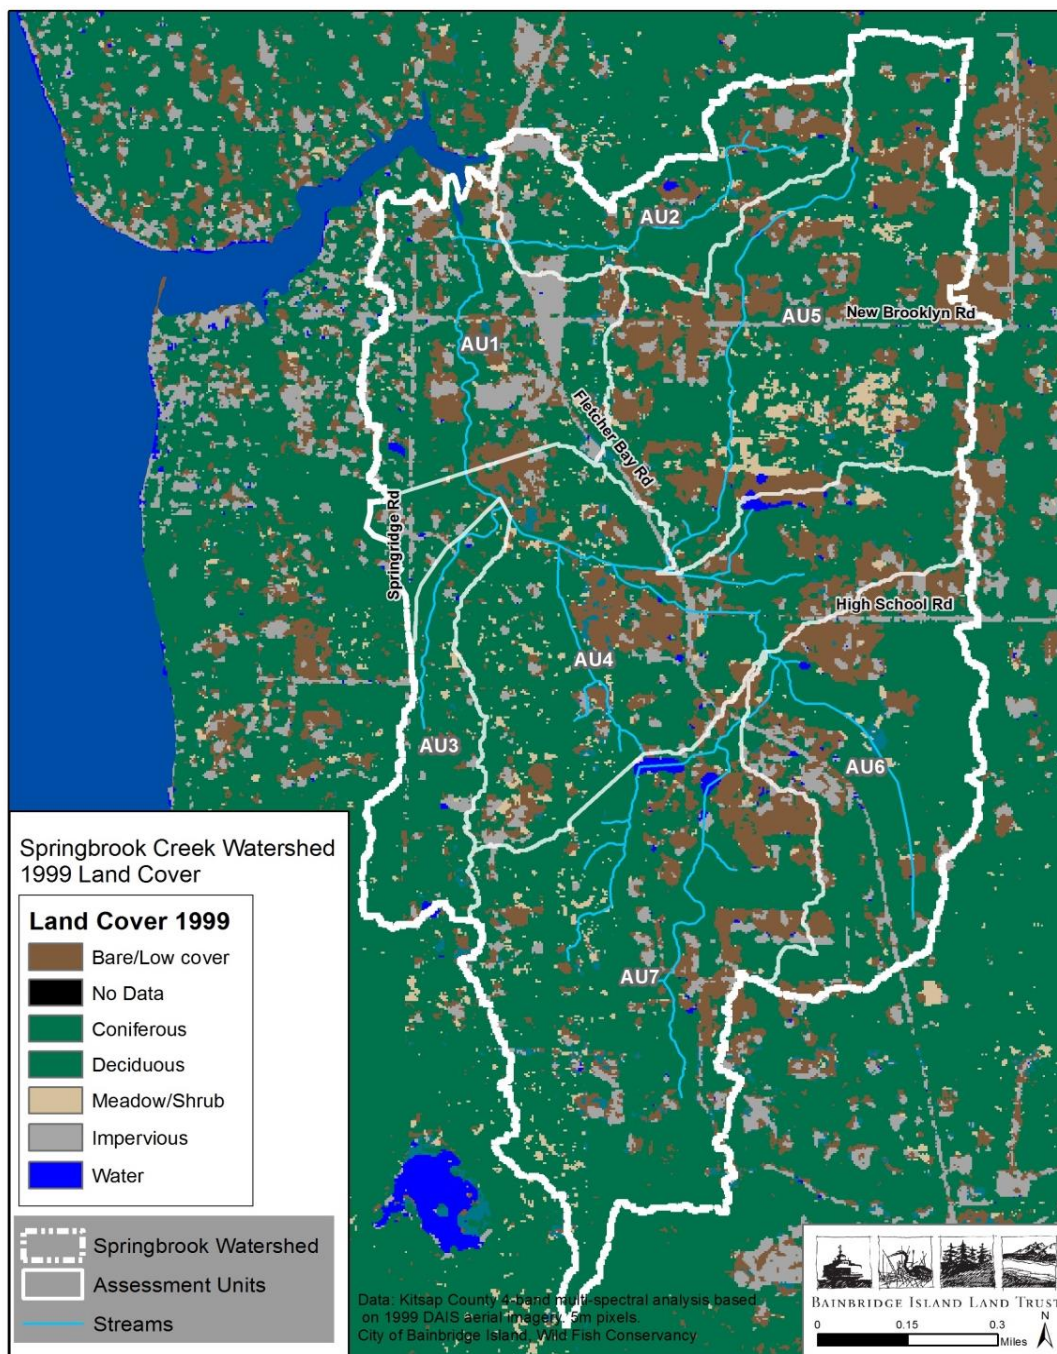 AU2
AU5
New Brooklyn Rd
AU1
Fletcher Bay Rd
Springridge Rd
High School Rd
AU4
AU3
AU6
AU7
Springbrook Creek Watershed
1999 Land Cover
Land Cover 1999
Bare/Low cover
No Data
Coniferous
Deciduous
Meadow/Shrub
Impervious
Water
Springbrook Watershed
Assessment Units
Streams
Data: Kitsap County 4-band multi-spectral analysis based
on 1999 DAIS aerial imagery. 5m pixels.
City of Bainbridge Island, Wild Fish Conservancy
BAINBRIDGE ISLAND LAND TRUST
N
0 0.15 0.3
Miles